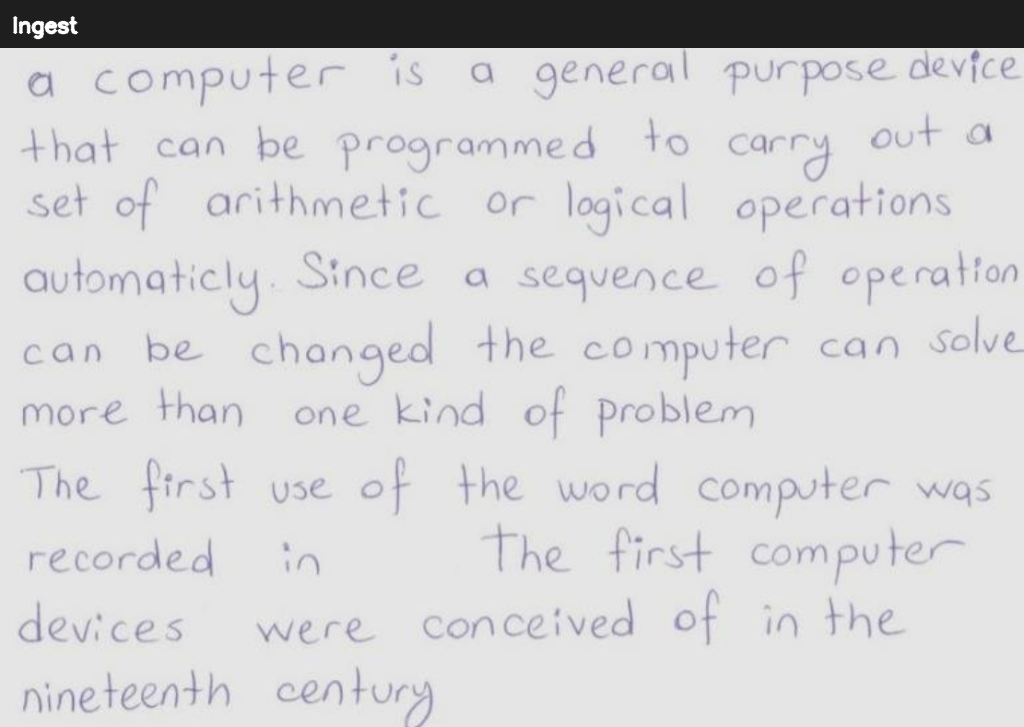 Ingest
a computer is a general purpose device
that can be programmed to carry out a
set of arithmetic or logical operations
automaticly. Since a sequence of operation
can be changed the computer can solve
more than one kind of problem
The first use of the word computer was
recorded in The first computer
devices were conceived of in the
nineteenth century